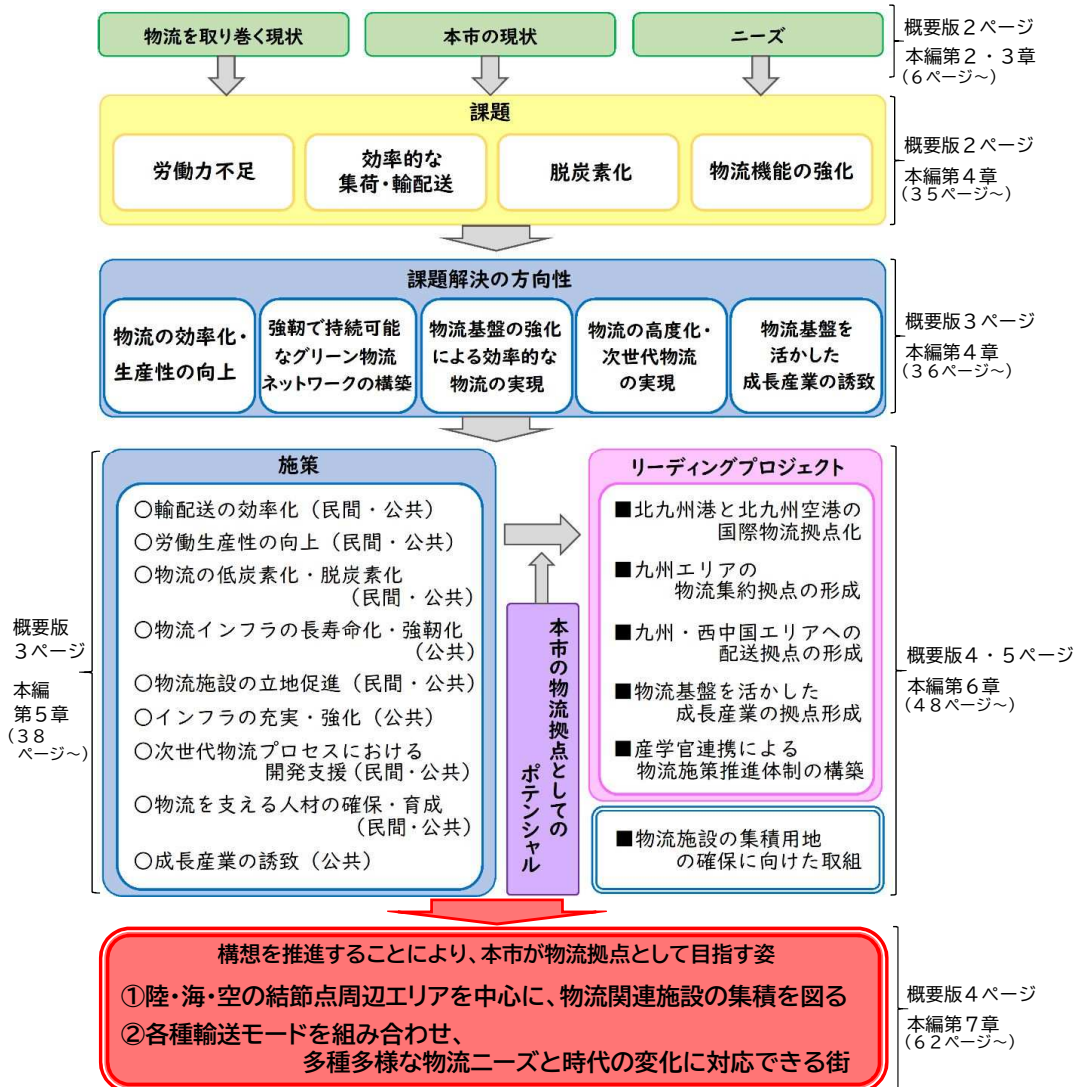 物流を取り巻く現状
本市の現状
ニーズ
概要版2ページ
本編第2・3章
(6ページ~)
課題
労働力不足
効率的な
集荷・輸配送
脱炭素化
物流機能の強化
概要版2ページ
本編第4章
(35ページ~)
課題解決の方向性
物流の効率化・
生産性の向上
強靭で持続可能
なグリーン物流
ネットワークの構築
物流基盤の強化
による効率的な
物流の実現
物流の高度化・
次世代物流
の実現
物流基盤を
活かした
成長産業の誘致
概要版3ページ
本編第4章
(36ページ~)
概要版
3ページ
本編
第5章
(38
ページ~)
施策
○輸配送の効率化(民間・公共)
○労働生産性の向上(民間・公共)
○物流の低炭素化・脱炭素化
(民間・公共)
○物流インフラの長寿命化・強靭化
(公共)
○物流施設の立地促進(民間・公共)
○インフラの充実・強化(公共)
○次世代物流プロセスにおける
開発支援(民間・公共)
○物流を支える人材の確保・育成
(民間・公共)
○成長産業の誘致(公共)
本市の物流拠点としての
ポテンシャル
リーディングプロジェクト
■北九州港と北九州空港の
国際物流拠点化
■九州エリアの
物流集約拠点の形成
■九州・西中国エリアへの
配送拠点の形成
■物流基盤を活かした
成長産業の拠点形成
■産学官連携による
物流施策推進体制の構築
■物流施設の集積用地
の確保に向けた取組
概要版4・5ページ
本編第6章
(48ページ~)
構想を推進することにより、本市が物流拠点として目指す姿
①陸・海・空の結節点周辺エリアを中心に、物流関連施設の集積を図る
②各種輸送モードを組み合わせ、
多種多様な物流ニーズと時代の変化に対応できる街
概要版4ページ
本編第7章
(62ページ~)